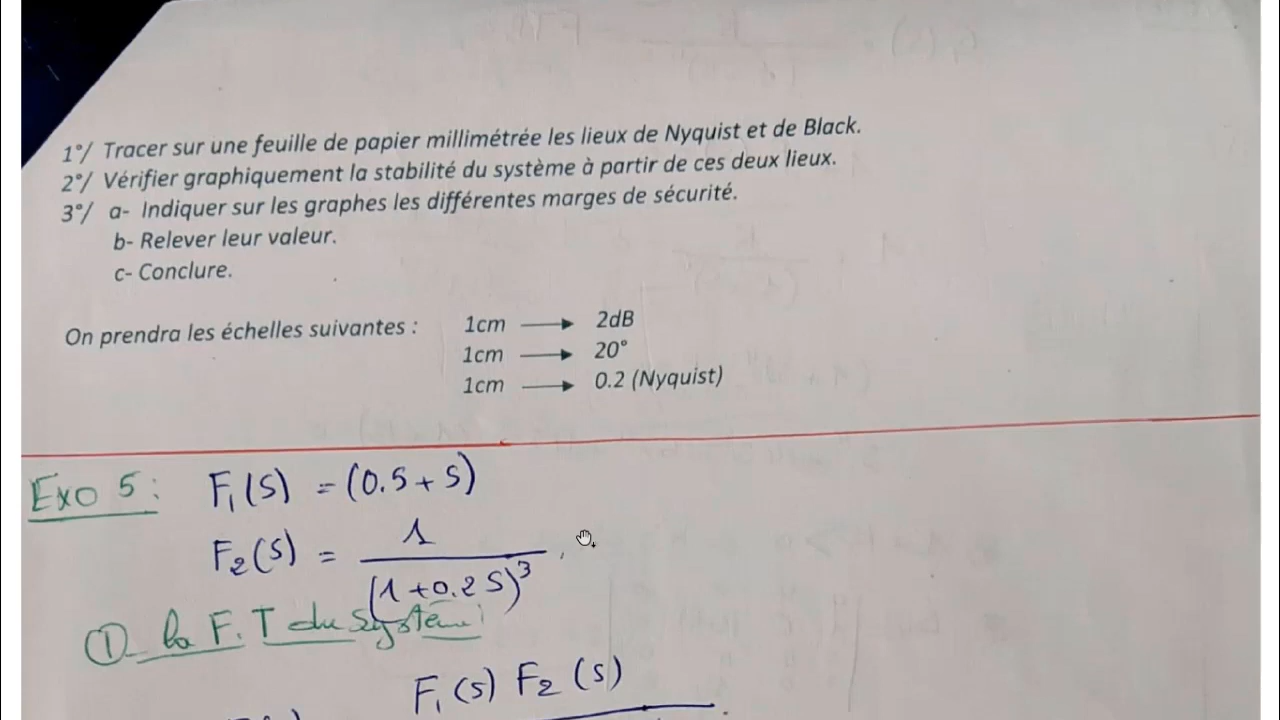 1°/ Tracer sur une feuille de papier millimétrée les lieux de Nyquist et de Black.
2°/ Vérifier graphiquement la stabilité du système à partir de ces deux lieux.
3°/ a- Indiquer sur les graphes les différentes marges de sécurité.
b- Relever leur valeur.
c- Conclure.
On prendra les échelles suivantes : 1cm → 2dB
1cm → 20°
1cm → 0.2 (Nyquist)
Exo 5: F₁(S) = (0.5 + S)
F₂(S) = 1 / (1+0.2 S)³
① la F.T du système:
F₁(S) F₂(S)